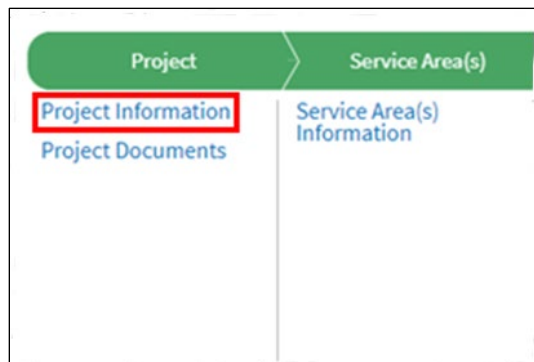 Project
Service Area(s)
Project Information
Project Documents
Service Area(s)
Information